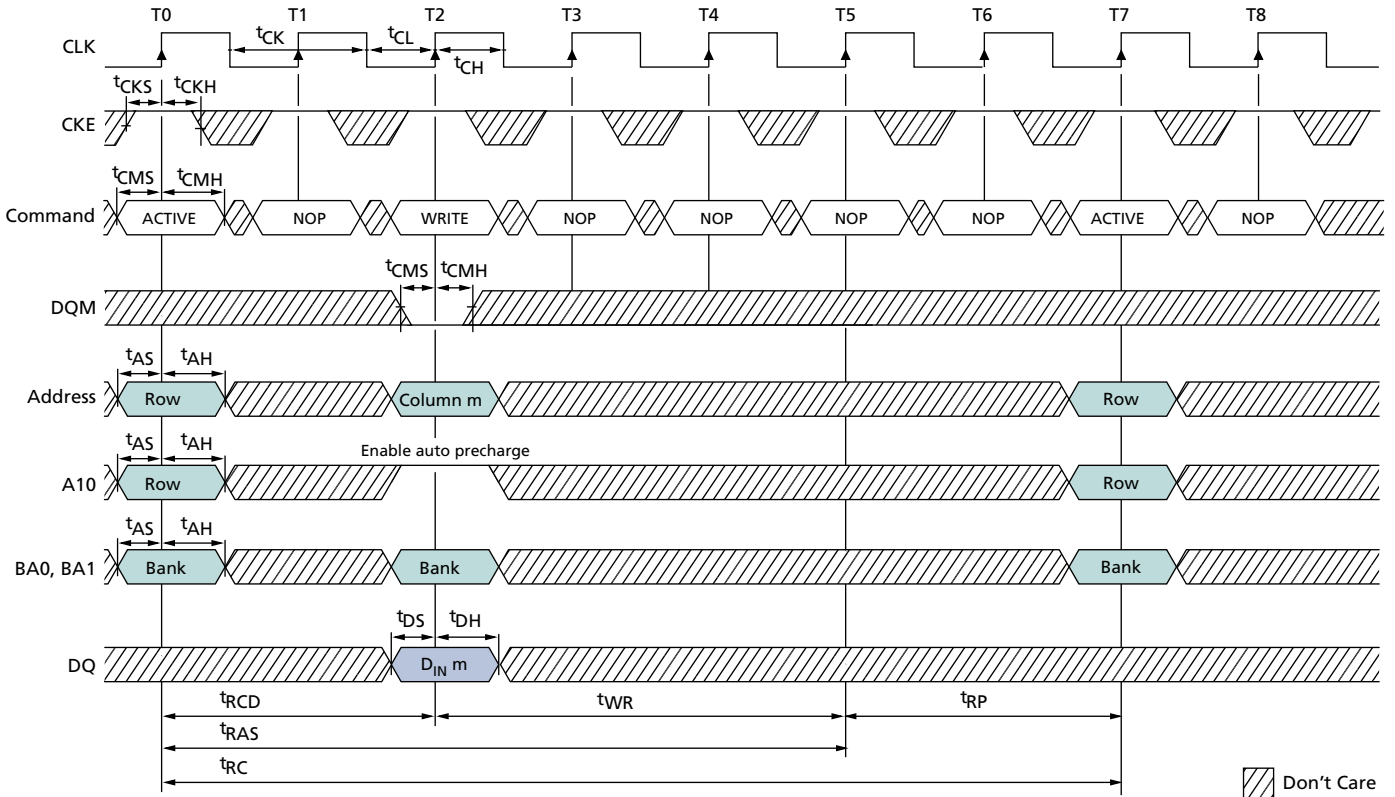 T0 T1 T2 T3 T4 T5 T6 T7 T8
CLK
tCK tCL
tCH
tCKS tCKH
CKE
tCMS tCMH
Command ACTIVE NOP WRITE NOP NOP NOP NOP ACTIVE NOP
tCMS tCMH
DQM
tAS tAH
Address Row Column m Row
tAS tAH Enable auto precharge
A10 Row Row
tAS tAH
BA0, BA1 Bank Bank Bank
tDS tDH
DQ DIN m
tRCD tWR tRP
tRAS
tRC
Don't Care